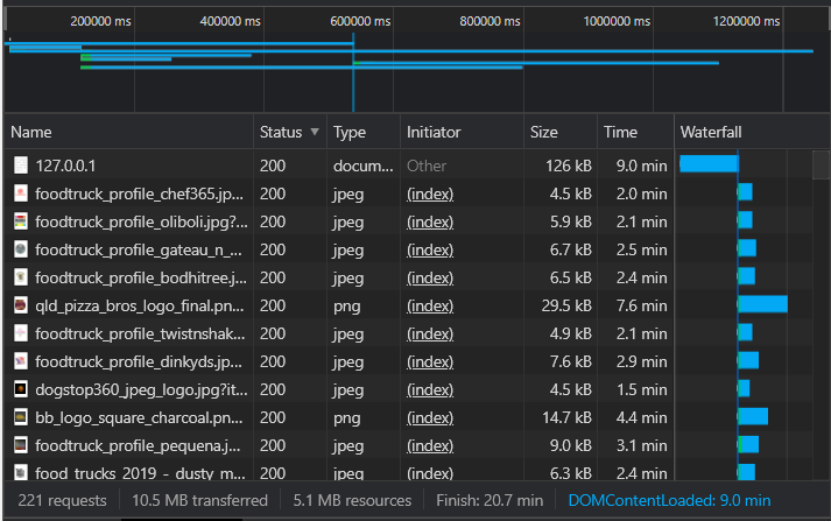 200000 ms 400000 ms 600000 ms 800000 ms 1000000 ms 1200000 ms
Name Status ▼ Type Initiator Size Time Waterfall
127.0.0.1 200 docum... Other 126 kB 9.0 min
foodtruck_profile_chef365.jp... 200 jpeg (index) 4.5 kB 2.0 min
foodtruck_profile_oliboli.jpg?... 200 jpeg (index) 5.9 kB 2.1 min
foodtruck_profile_gateau_n_... 200 jpeg (index) 6.7 kB 2.5 min
foodtruck_profile_bodhitree.j... 200 jpeg (index) 6.5 kB 2.4 min
qld_pizza_bros_logo_final.pn... 200 png (index) 29.5 kB 7.6 min
foodtruck_profile_twistnshak... 200 jpeg (index) 4.9 kB 2.1 min
foodtruck_profile_dinkyds.jp... 200 jpeg (index) 7.6 kB 2.9 min
dogstop360_jpeg_logo.jpg?it... 200 jpeg (index) 4.5 kB 1.5 min
bb_logo_square_charcoal.pn... 200 png (index) 14.7 kB 4.4 min
foodtruck_profile_pequena.j... 200 jpeg (index) 9.0 kB 3.1 min
food_trucks_2019_-_dusty_m... 200 jpeg (index) 6.3 kB 2.4 min
221 requests 10.5 MB transferred 5.1 MB resources Finish: 20.7 min DOMContentLoaded: 9.0 min